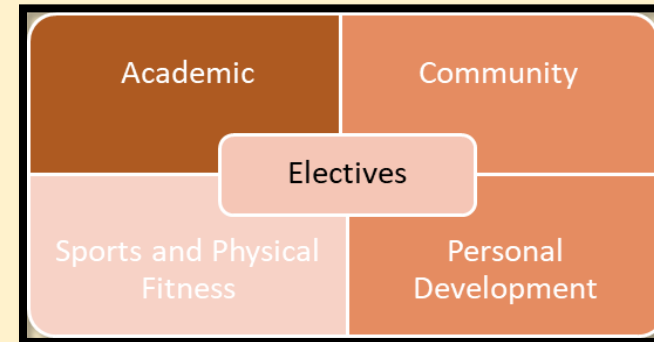 Academic
Community
Electives
Sports and Physical
Fitness
Personal
Development